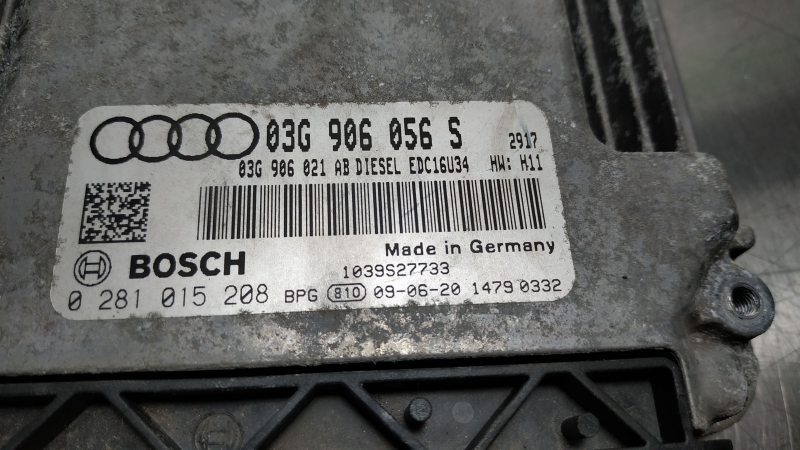 03G 906 056 S 2917
03G 906 021 AB DIESEL EDC16U34 HW: H11
Made in Germany
BOSCH 1039S27733
0 281 015 208 BPG 810 09-06-20 1479 0332